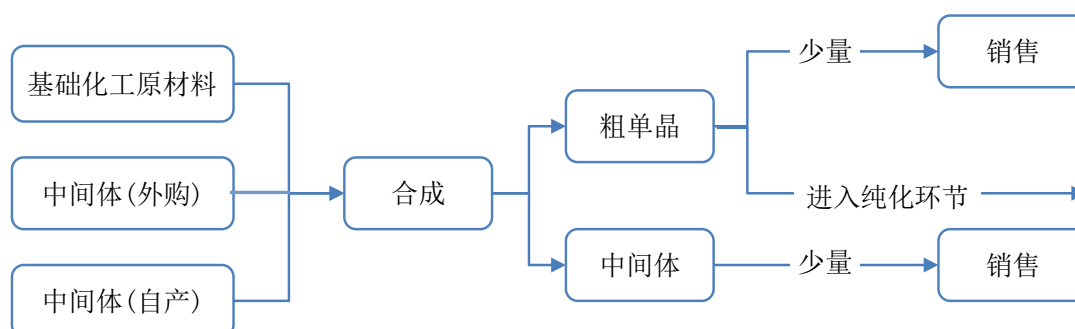 基础化工原材料
中间体(外购)
中间体(自产)
合成
粗单晶
中间体
少量
销售
进入纯化环节
少量
销售